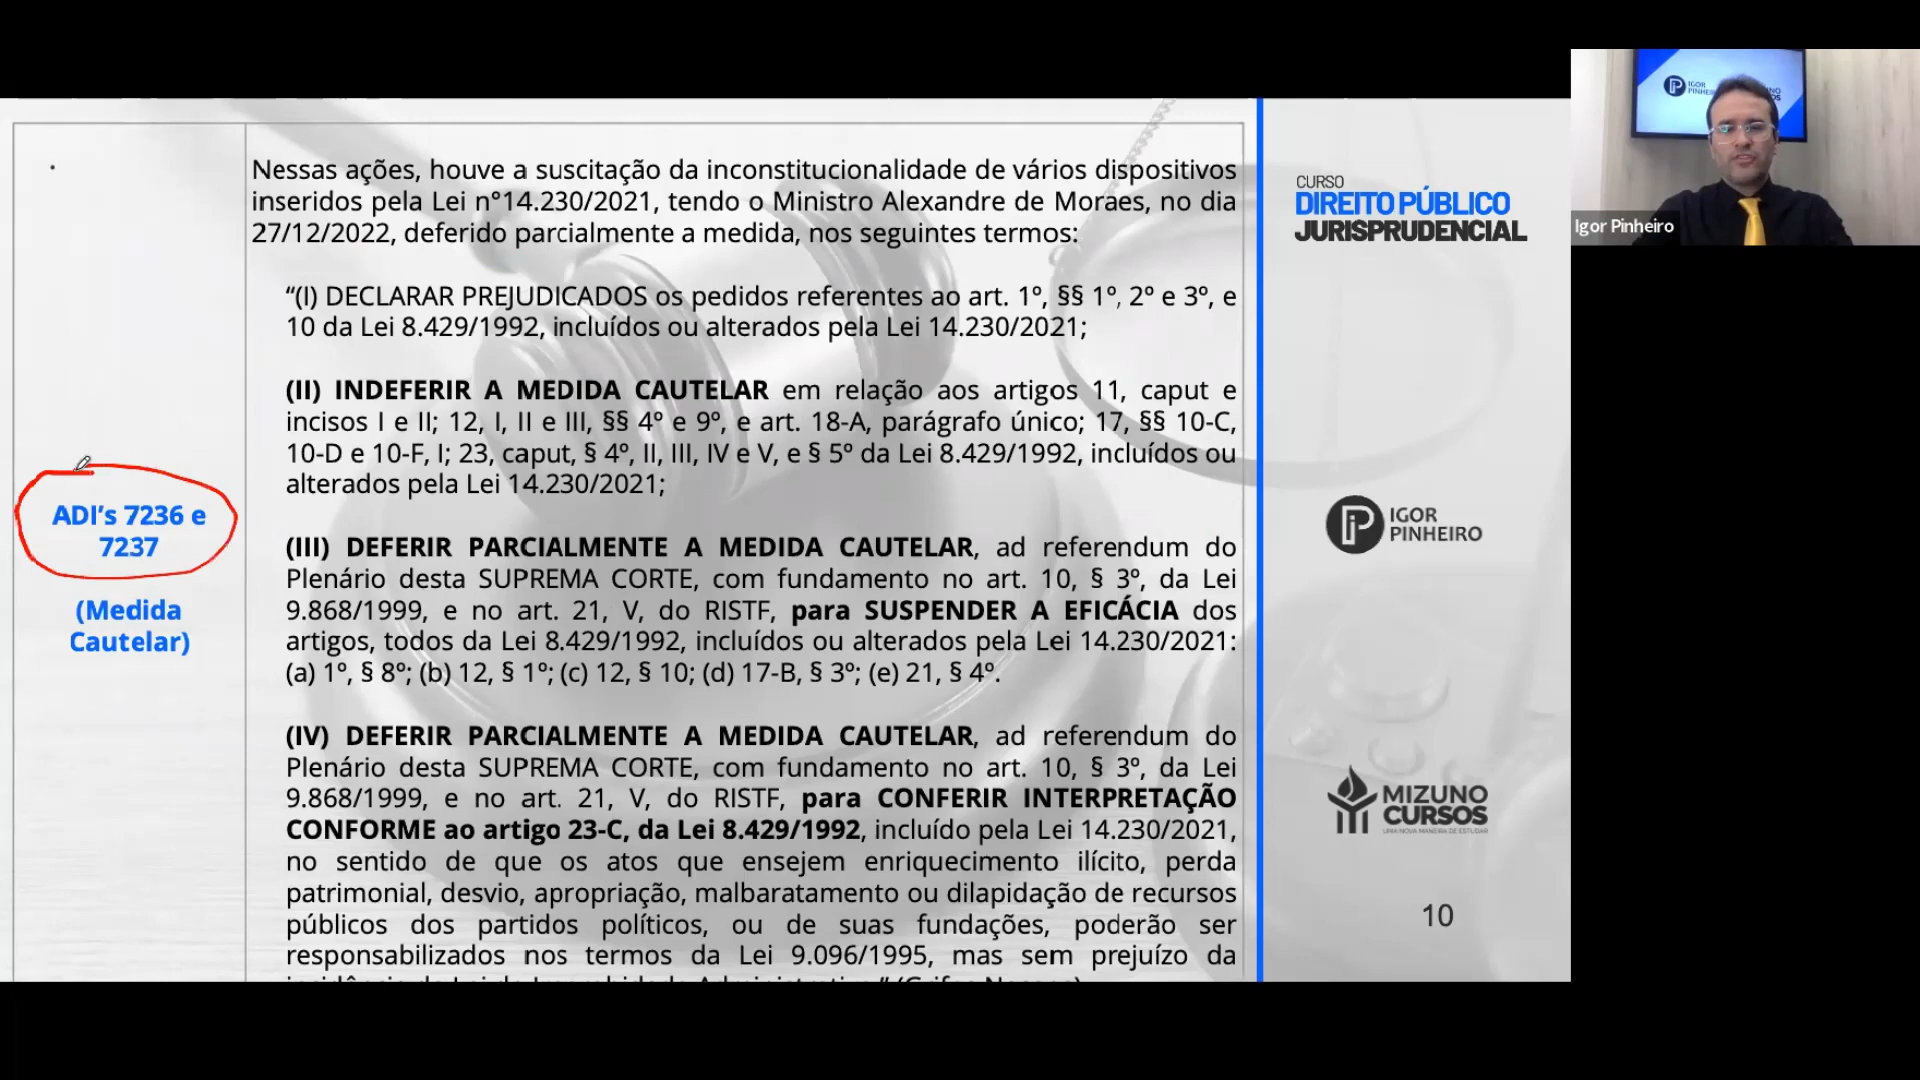 Nessas ações, houve a suscitação da inconstitucionalidade de vários dispositivos
inseridos pela Lei n°14.230/2021, tendo o Ministro Alexandre de Moraes, no dia
27/12/2022, deferido parcialmente a medida, nos seguintes termos:
“(I) DECLARAR PREJUDICADOS os pedidos referentes ao art. 1º, §§ 1º, 2º e 3º, e
10 da Lei 8.429/1992, incluídos ou alterados pela Lei 14.230/2021;
(II) INDEFERIR A MEDIDA CAUTELAR em relação aos artigos 11, caput e
incisos I e II; 12, I, II e III, §§ 4º e 9º, e art. 18-A, parágrafo único; 17, §§ 10-C,
10-D e 10-F, I; 23, caput, § 4º, II, III, IV e V, e § 5º da Lei 8.429/1992, incluídos ou
alterados pela Lei 14.230/2021;
ADI’s 7236 e
7237
(Medida
Cautelar)
(III) DEFERIR PARCIALMENTE A MEDIDA CAUTELAR, ad referendum do
Plenário desta SUPREMA CORTE, com fundamento no art. 10, § 3º, da Lei
9.868/1999, e no art. 21, V, do RISTF, para SUSPENDER A EFICÁCIA dos
artigos, todos da Lei 8.429/1992, incluídos ou alterados pela Lei 14.230/2021:
(a) 1º, § 8º; (b) 12, § 1º; (c) 12, § 10; (d) 17-B, § 3º; (e) 21, § 4º.
(IV) DEFERIR PARCIALMENTE A MEDIDA CAUTELAR, ad referendum do
Plenário desta SUPREMA CORTE, com fundamento no art. 10, § 3º, da Lei
9.868/1999, e no art. 21, V, do RISTF, para CONFERIR INTERPRETAÇÃO
CONFORME ao artigo 23-C, da Lei 8.429/1992, incluído pela Lei 14.230/2021,
no sentido de que os atos que ensejem enriquecimento ilícito, perda
patrimonial, desvio, apropriação, malbaratamento ou dilapidação de recursos
públicos dos partidos políticos, ou de suas fundações, poderão ser
responsabilizados nos termos da Lei 9.096/1995, mas sem prejuízo da
CURSO
DIREITO PÚBLICO
JURISPRUDENCIAL
IGOR
PINHEIRO
MIZUNO
CURSOS
UMA NOVA MANEIRA DE ESTUDAR
10
Igor Pinheiro